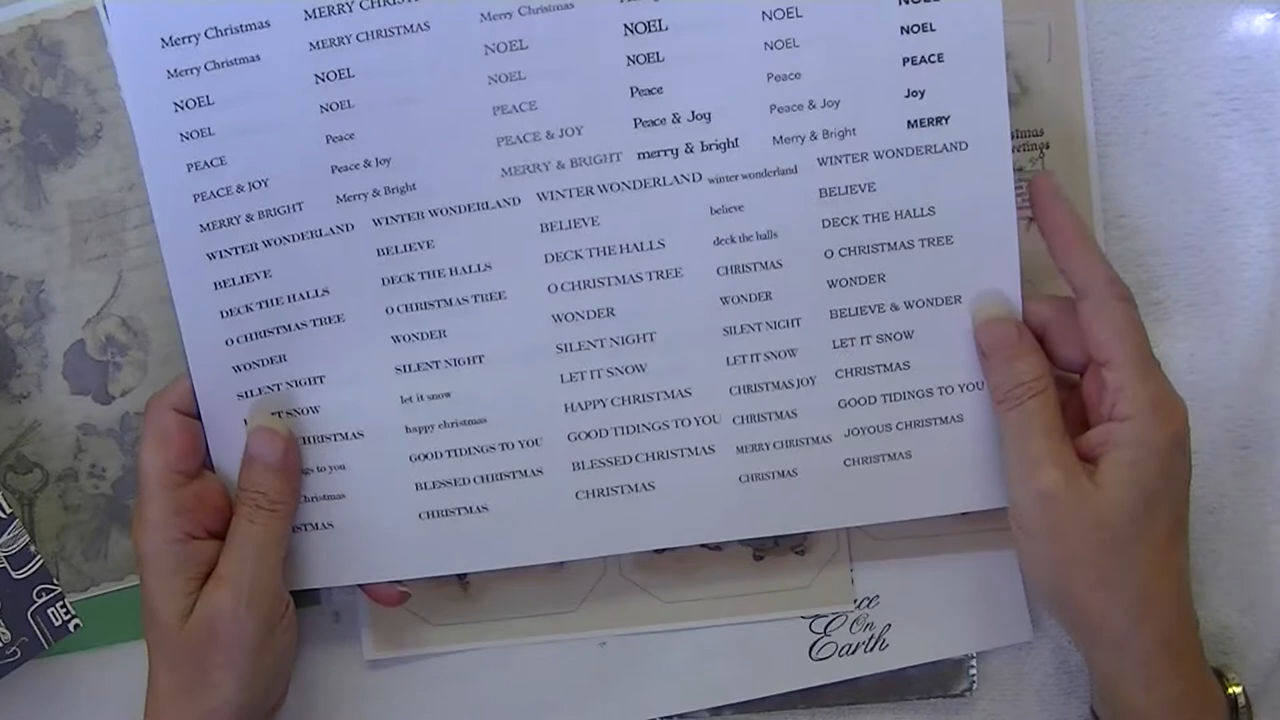 Merry Christmas
Merry Christmas
NOEL
NOEL
PEACE
PEACE & JOY
MERRY & BRIGHT
WINTER WONDERLAND
BELIEVE
DECK THE HALLS
O CHRISTMAS TREE
WONDER
SILENT NIGHT
SNOW
CHRISTMAS
to you
Christmas
MERRY
MERRY CHRISTMAS
NOEL
NOEL
Peace
Peace & Joy
Merry & Bright
WINTER WONDERLAND
BELIEVE
DECK THE HALLS
O CHRISTMAS TREE
WONDER
SILENT NIGHT
let it snow
happy christmas
GOOD TIDINGS TO YOU
BLESSED CHRISTMAS
CHRISTMAS
Merry Christmas
NOEL
NOEL
PEACE
PEACE & JOY
MERRY & BRIGHT
WINTER WONDERLAND
BELIEVE
DECK THE HALLS
O CHRISTMAS TREE
WONDER
SILENT NIGHT
LET IT SNOW
HAPPY CHRISTMAS
GOOD TIDINGS TO YOU
BLESSED CHRISTMAS
CHRISTMAS
NOEL
NOEL
Peace
Peace & Joy
merry & bright
winter wonderland
believe
deck the halls
CHRISTMAS
WONDER
SILENT NIGHT
LET IT SNOW
CHRISTMAS JOY
CHRISTMAS
MERRY CHRISTMAS
CHRISTMAS
NOEL
NOEL
Peace
Peace & Joy
Merry & Bright
WINTER WONDERLAND
BELIEVE
DECK THE HALLS
O CHRISTMAS TREE
WONDER
BELIEVE & WONDER
LET IT SNOW
CHRISTMAS
GOOD TIDINGS TO YOU
JOYOUS CHRISTMAS
CHRISTMAS
NOEL
NOEL
PEACE
Joy
MERRY
On
Earth